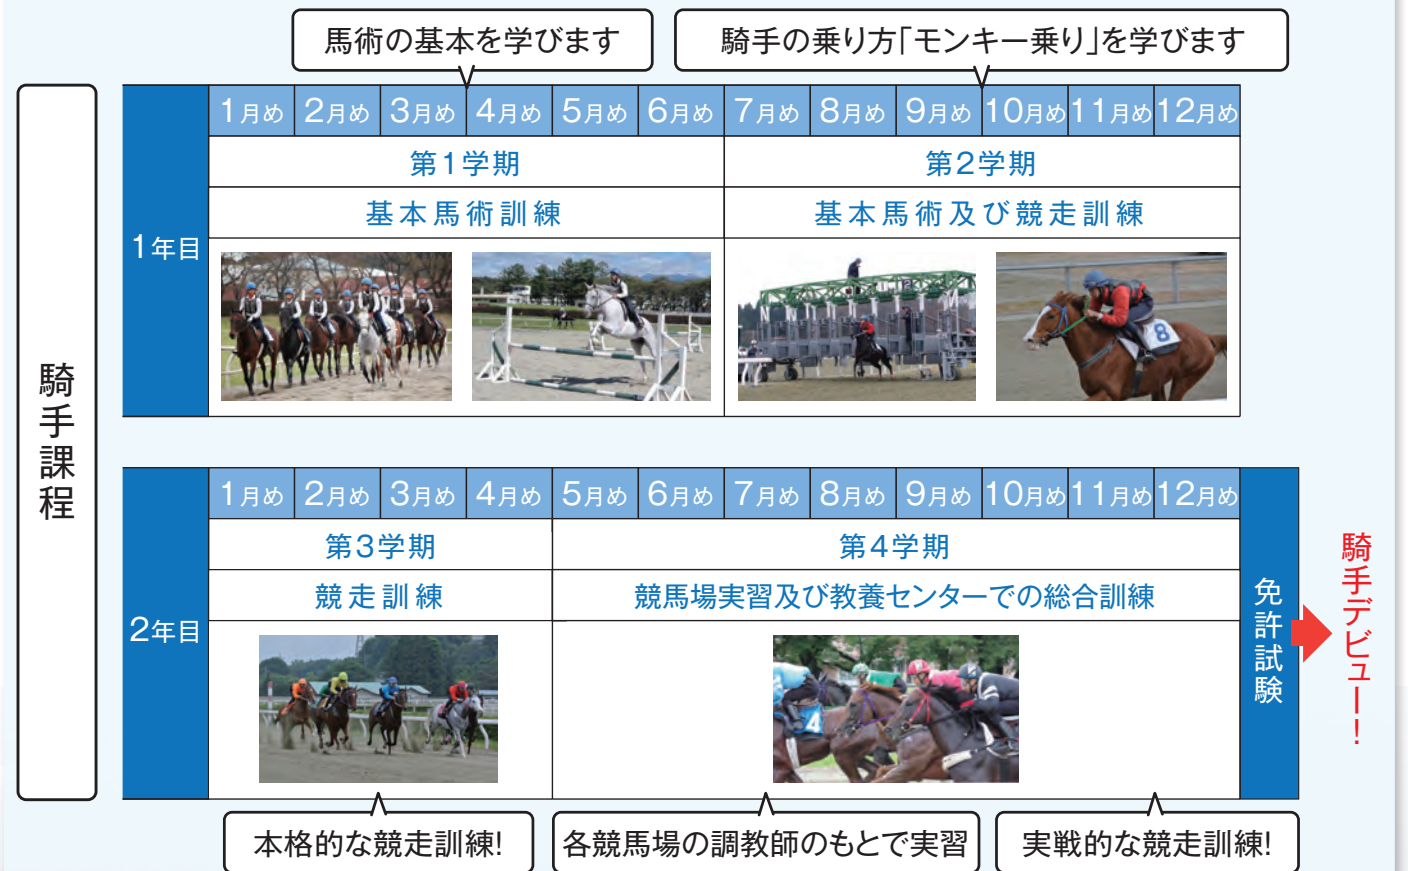 馬術の基本を学びます
騎手の乗り方「モンキー乗り」を学びます
騎手課程
1年目
1月め 2月め 3月め 4月め 5月め 6月め 7月め 8月め 9月め 10月め 11月め 12月め
第1学期 第2学期
基本馬術訓練 基本馬術及び競走訓練
8
2年目
1月め 2月め 3月め 4月め 5月め 6月め 7月め 8月め 9月め 10月め 11月め 12月め
第3学期 第4学期
競走訓練 競馬場実習及び教養センターでの総合訓練
4
免許試験
騎手デビュー!
本格的な競走訓練!
各競馬場の調教師のもとで実習
実戦的な競走訓練!